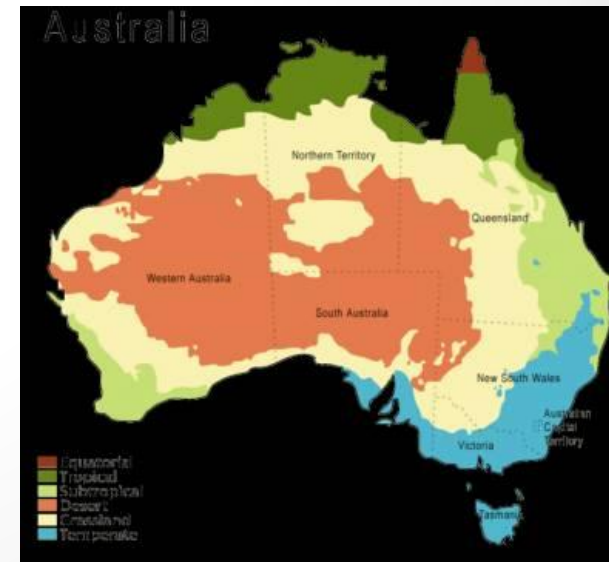 Australia
Northern Territory
Queensland
Western Australia
South Australia
New South Wales
Australian
Capital
Territory
Victoria
Tasmania
Equatorial
Tropical
Subtropical
Desert
Grassland
Temperate